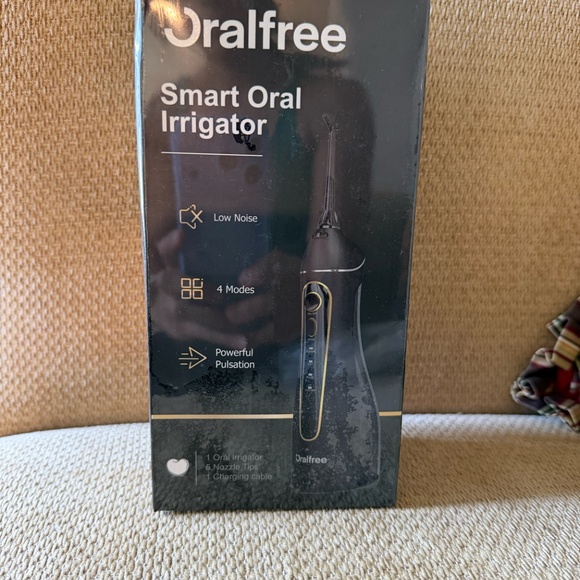 Oralfree
Smart Oral
Irrigator
Low Noise
4 Modes
Powerful
Pulsation
Oralfree
1 Oral Irrigator
6 Nozzle Tips
1 Charging cable